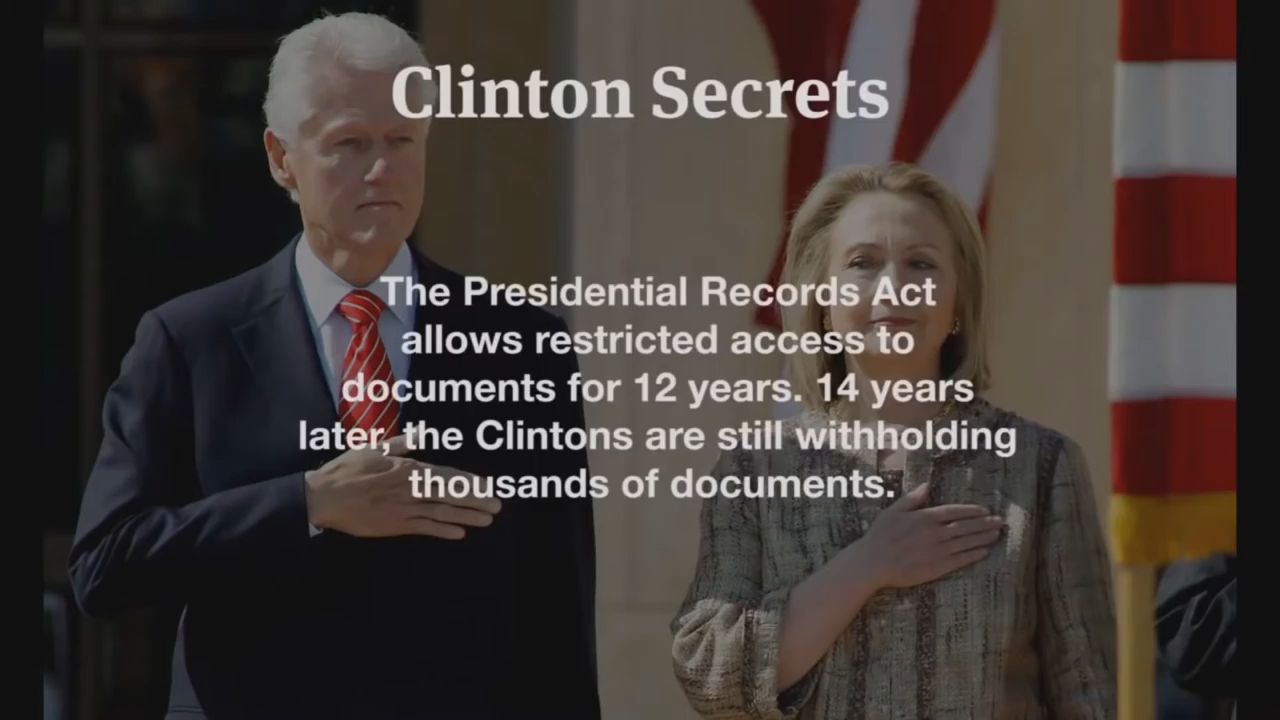 Clinton Secrets
The Presidential Records Act
allows restricted access to
documents for 12 years. 14 years
later, the Clintons are still withholding
thousands of documents.